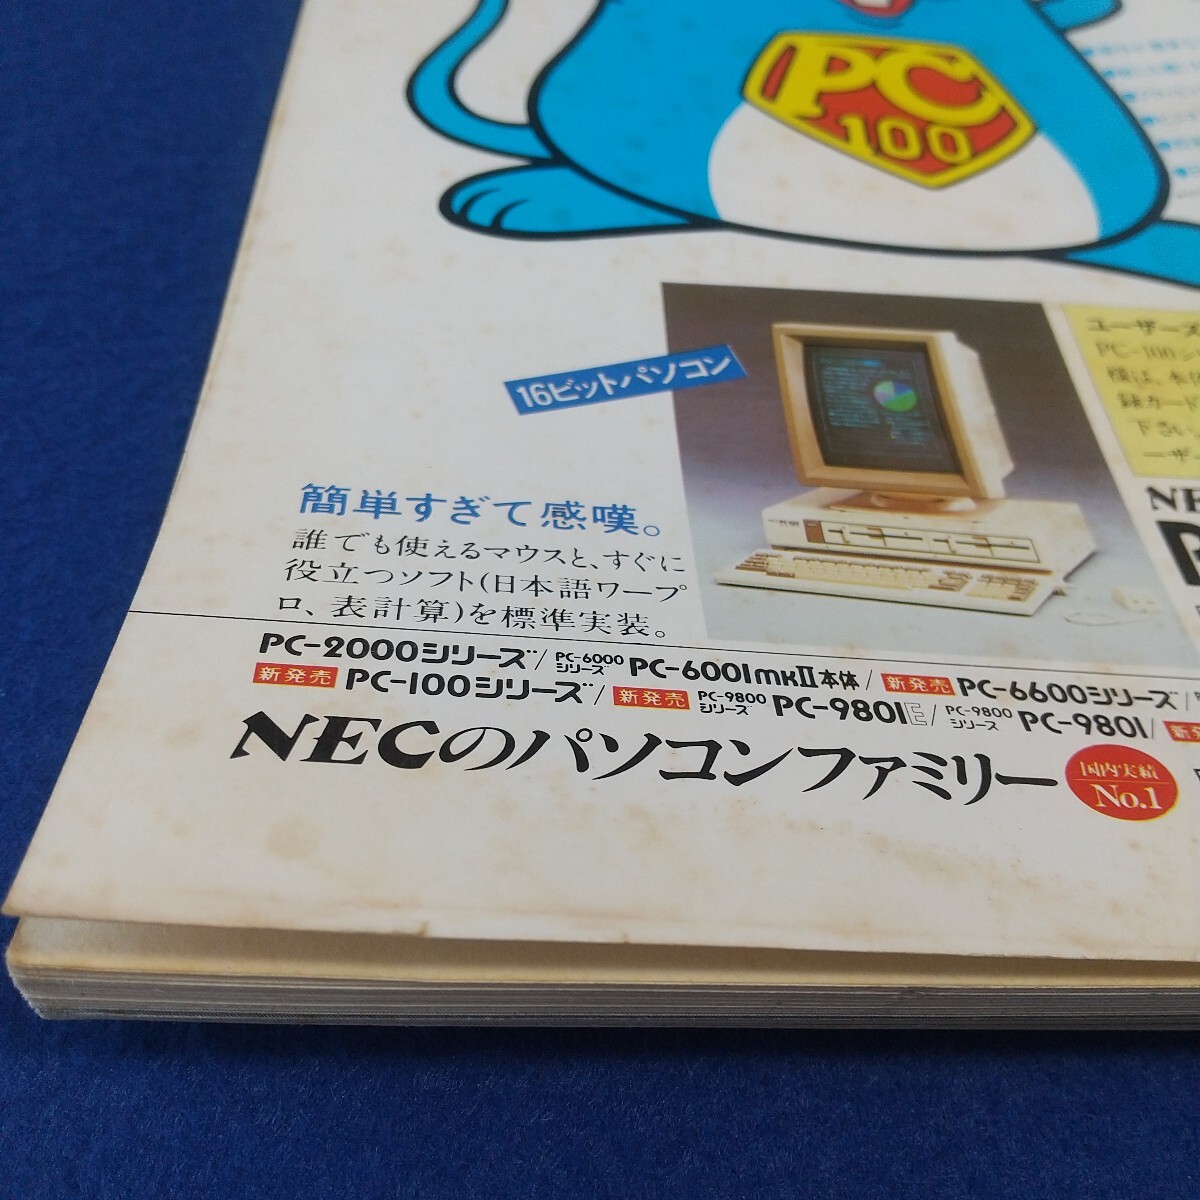 PC
100
16ビットパソコン
簡単すぎて感嘆。
誰でも使えるマウスと、すぐに
役立つソフト(日本語ワープ
ロ、表計算)を標準実装。
ユーザーズ
PC-100シ
様は、本体
録カード
下さい。
ーザー
NE
PC-2000シリーズ/PC-6000シリーズ PC-6001mkII本体/新発売 PC-6600シリーズ/
新発売 PC-100シリーズ/新発売 PC-9800シリーズ PC-9801E/PC-9800シリーズ PC-9801/新発
NECのパソコンファミリー
国内実績
No.1